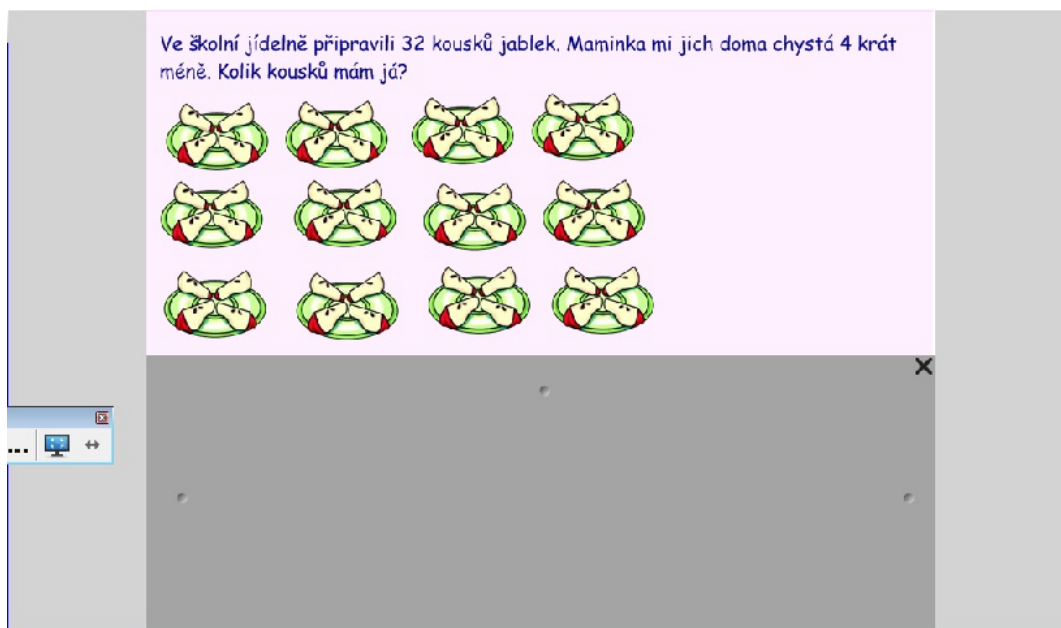 Ve školní jídelně připravili 32 kousků jablek. Maminka mi jich doma chystá 4 krát
méně. Kolik kousků mám já?